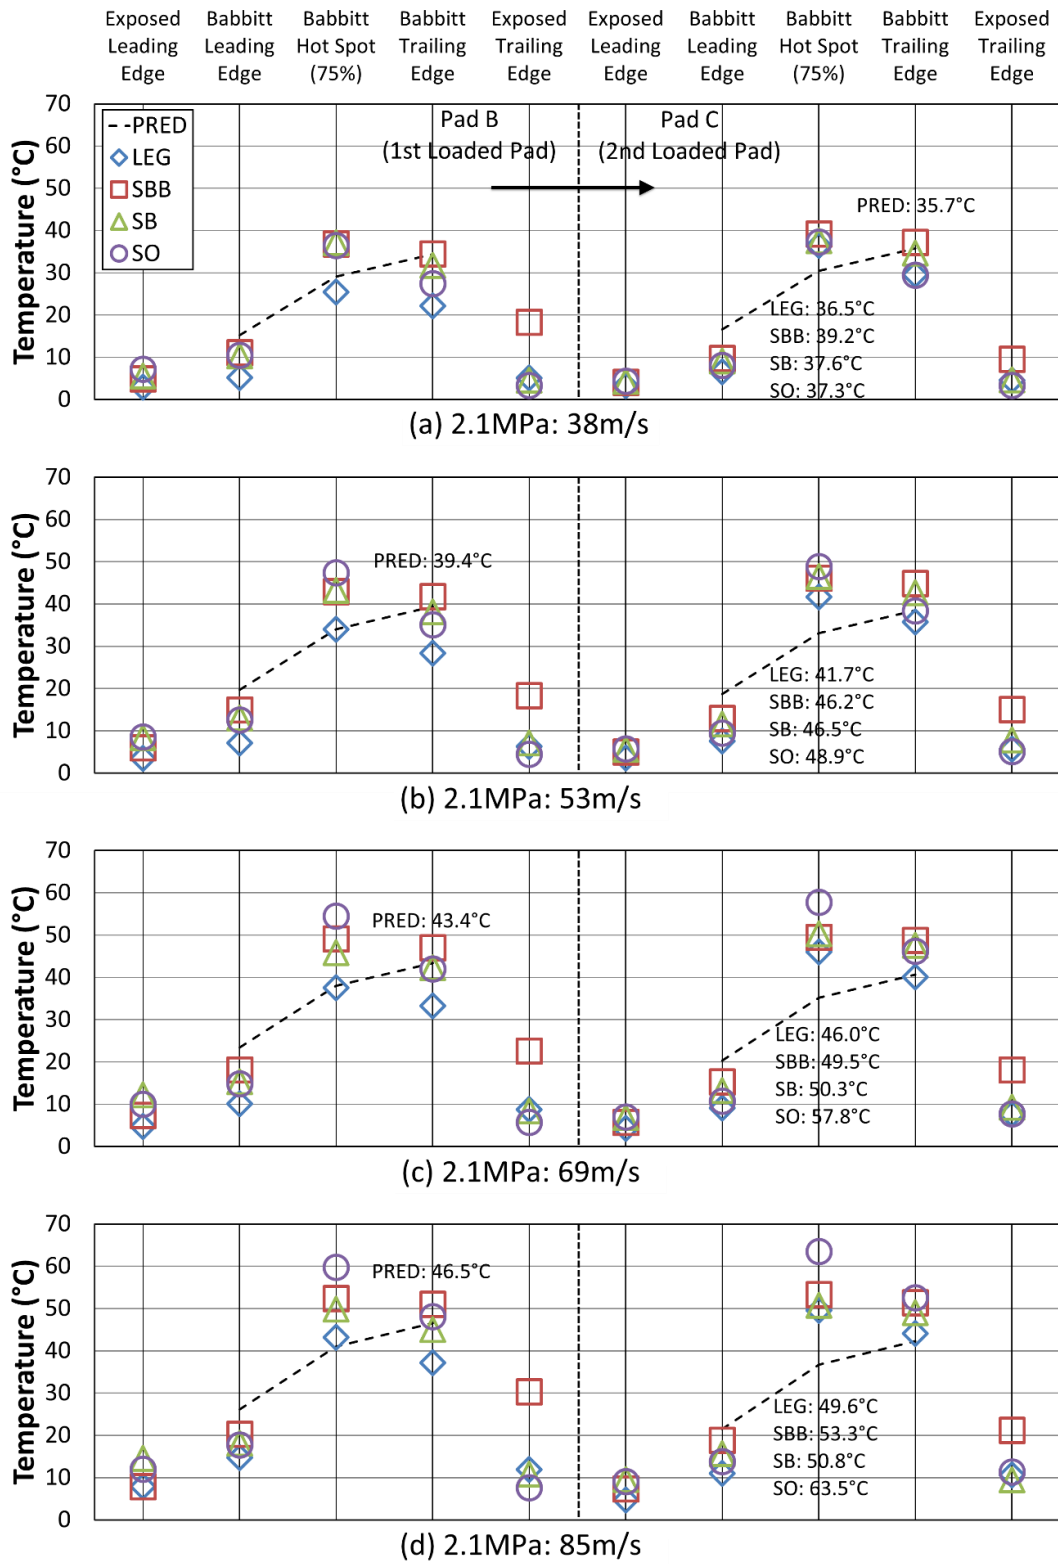 Exposed Leading Edge
Babbitt Leading Edge
Babbitt Hot Spot (75%)
Babbitt Trailing Edge
Exposed Trailing Edge
Exposed Leading Edge
Babbitt Leading Edge
Babbitt Hot Spot (75%)
Babbitt Trailing Edge
Exposed Trailing Edge
Temperature (°C)
70
60
50
40
30
20
10
0
PRED
LEG
SBB
SB
SO
Pad B
(1st Loaded Pad)
Pad C
(2nd Loaded Pad)
PRED: 35.7°C
LEG: 36.5°C
SBB: 39.2°C
SB: 37.6°C
SO: 37.3°C
(a) 2.1MPa: 38m/s
Temperature (°C)
70
60
50
40
30
20
10
0
PRED: 39.4°C
LEG: 41.7°C
SBB: 46.2°C
SB: 46.5°C
SO: 48.9°C
(b) 2.1MPa: 53m/s
Temperature (°C)
70
60
50
40
30
20
10
0
PRED: 43.4°C
LEG: 46.0°C
SBB: 49.5°C
SB: 50.3°C
SO: 57.8°C
(c) 2.1MPa: 69m/s
Temperature (°C)
70
60
50
40
30
20
10
0
PRED: 46.5°C
LEG: 49.6°C
SBB: 53.3°C
SB: 50.8°C
SO: 63.5°C
(d) 2.1MPa: 85m/s